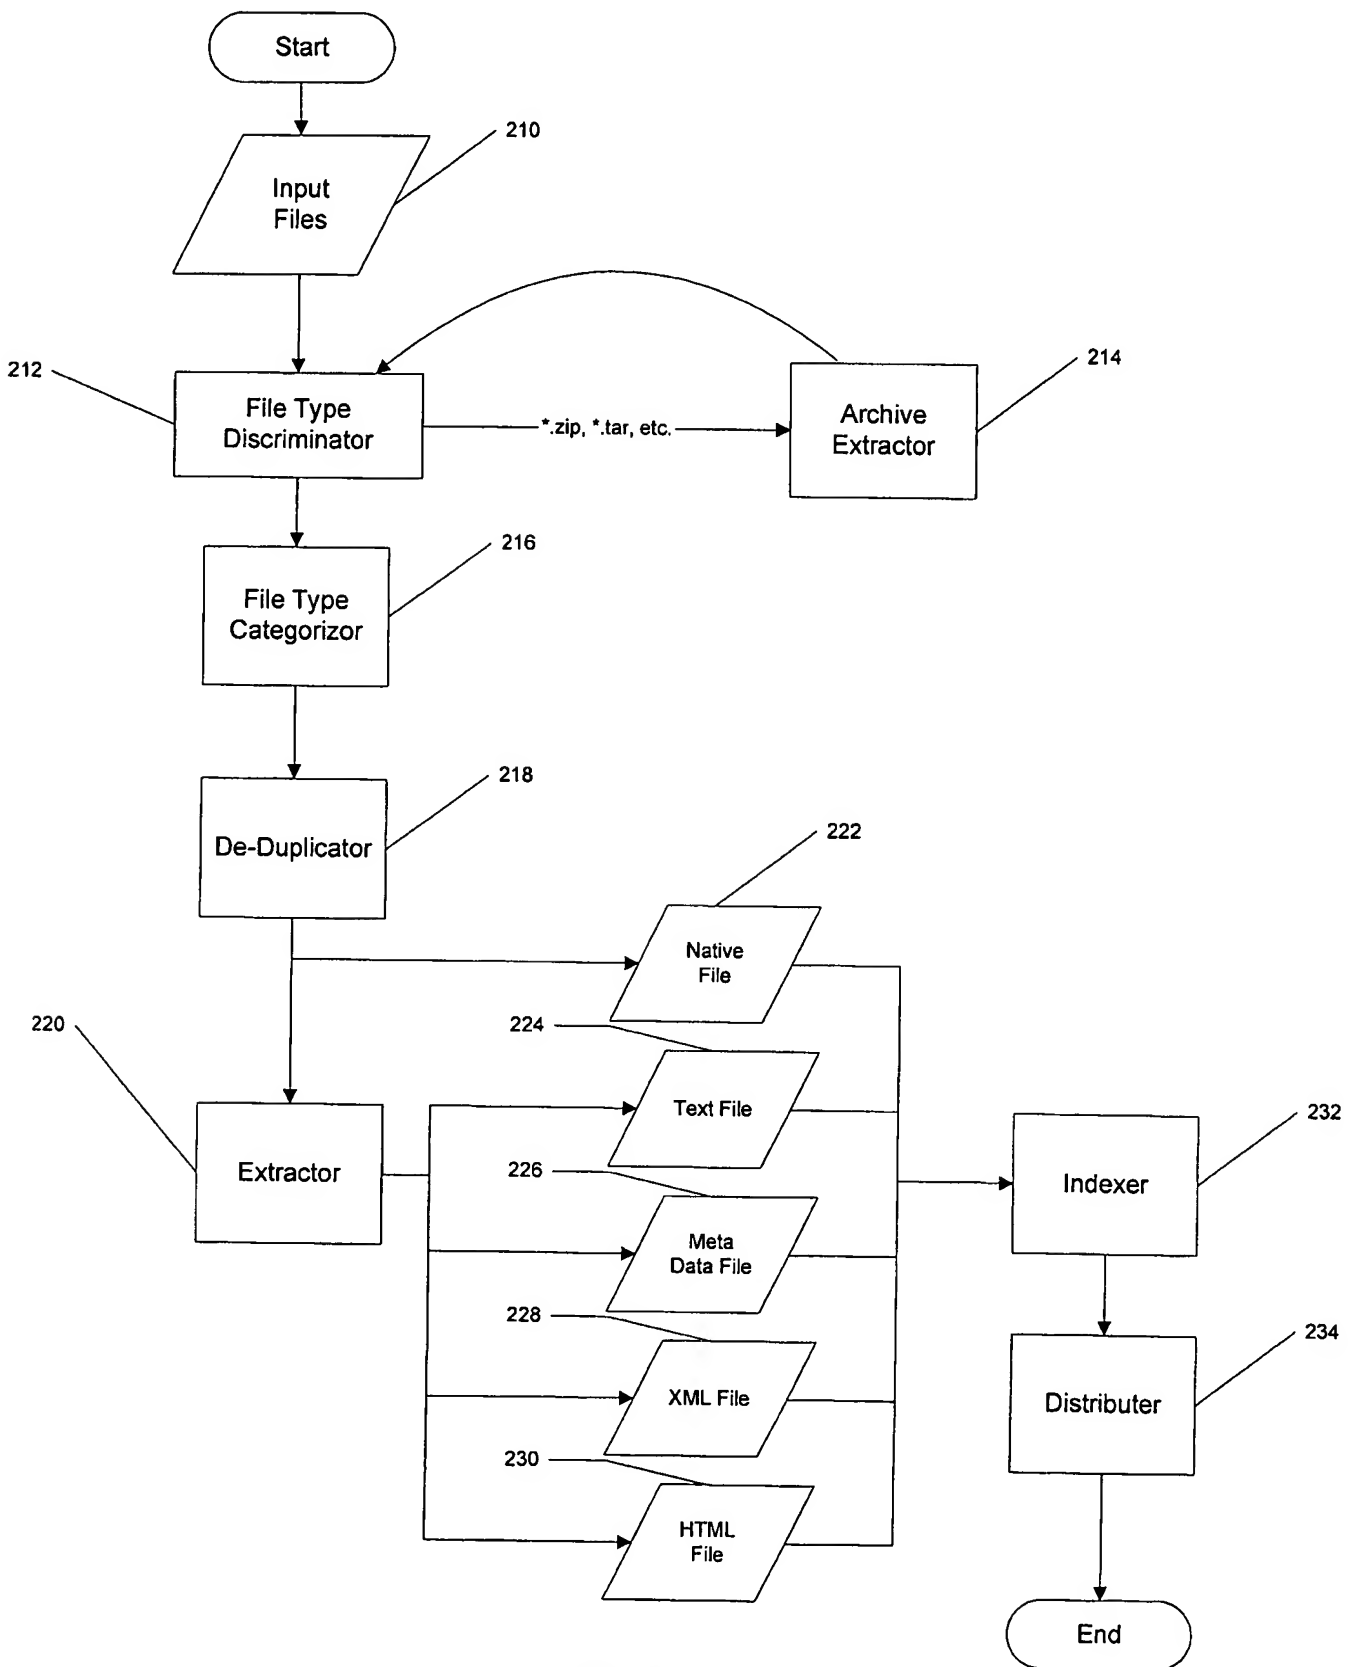 Start
210
Input
Files
212
File Type
Discriminator
*.zip, *.tar, etc.
Archive
Extractor
214
216
File Type
Categorizor
218
De-Duplicator
222
Native
File
220
224
Text File
Extractor
226
Meta
Data File
232
Indexer
228
XML File
234
Distributer
230
HTML
File
End